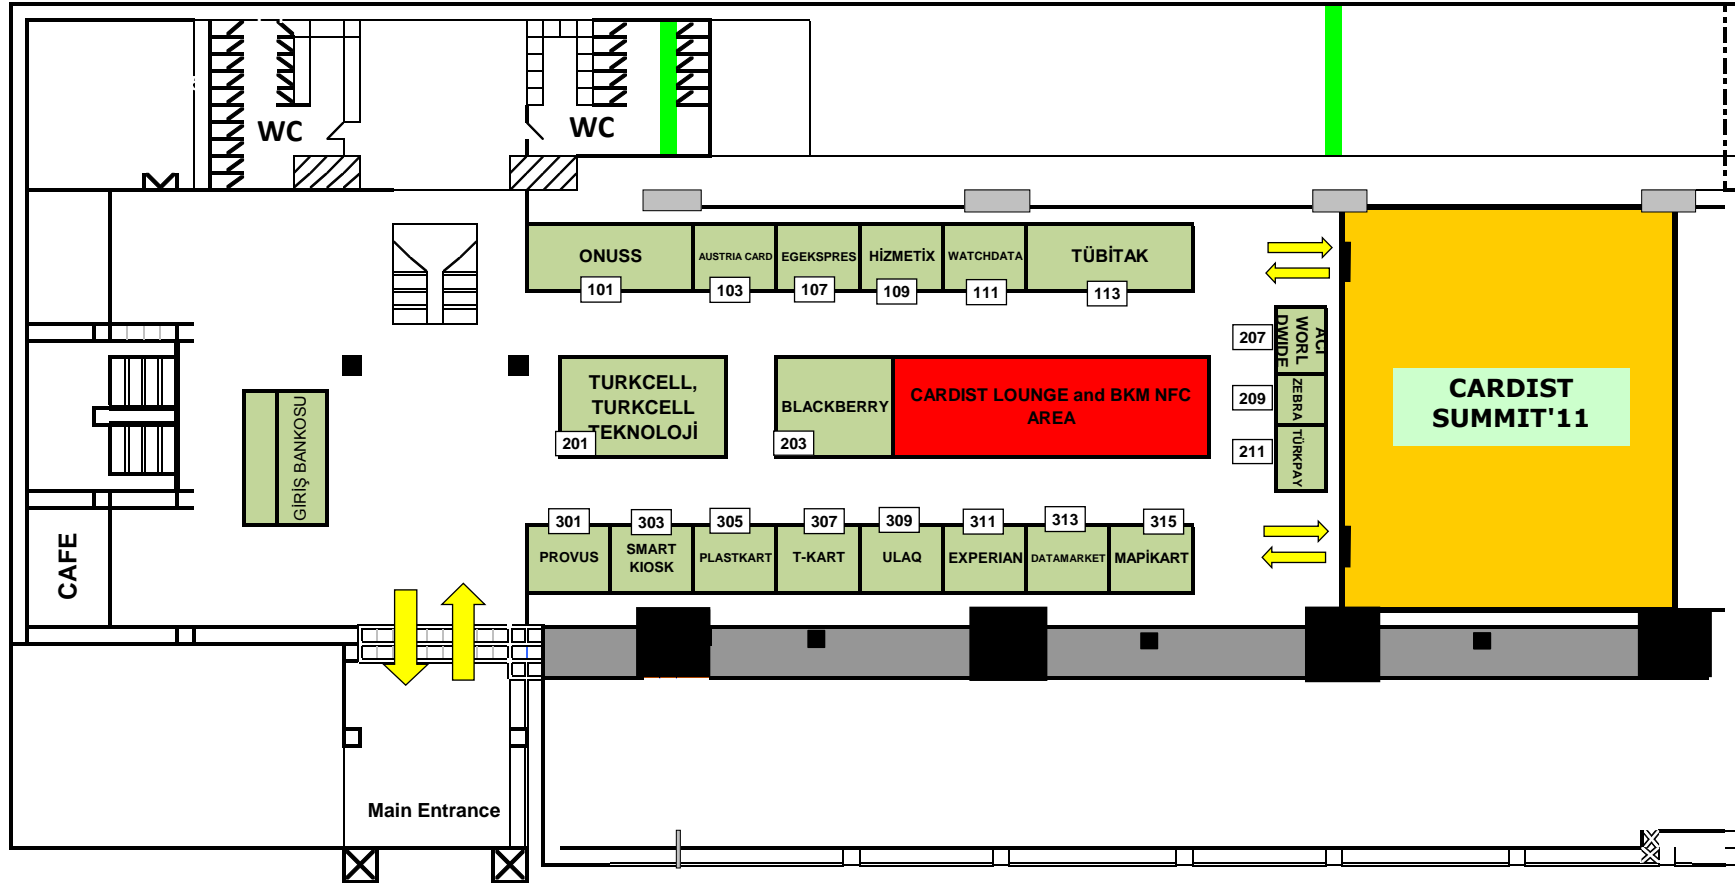 WC
WC
ONUSS
AUSTRIA CARD
EGEKSPRES
HİZMETİX
WATCHDATA
TÜBİTAK
101
103
107
109
111
113
TURKCELL,
TURKCELL
TEKNOLOJİ
201
BLACKBERRY
203
CARDIST LOUNGE and BKM NFC
AREA
207
ACI
WORL
DWIDE
209
ZEBRA
211
TÜRKPAY
CARDIST
SUMMIT'11
GİRİŞ BANKOSU
CAFE
301
303
305
307
309
311
313
315
PROVUS
SMART
KIOSK
PLASTKART
T-KART
ULAQ
EXPERIAN
DATAMARKET
MAPİKART
Main Entrance